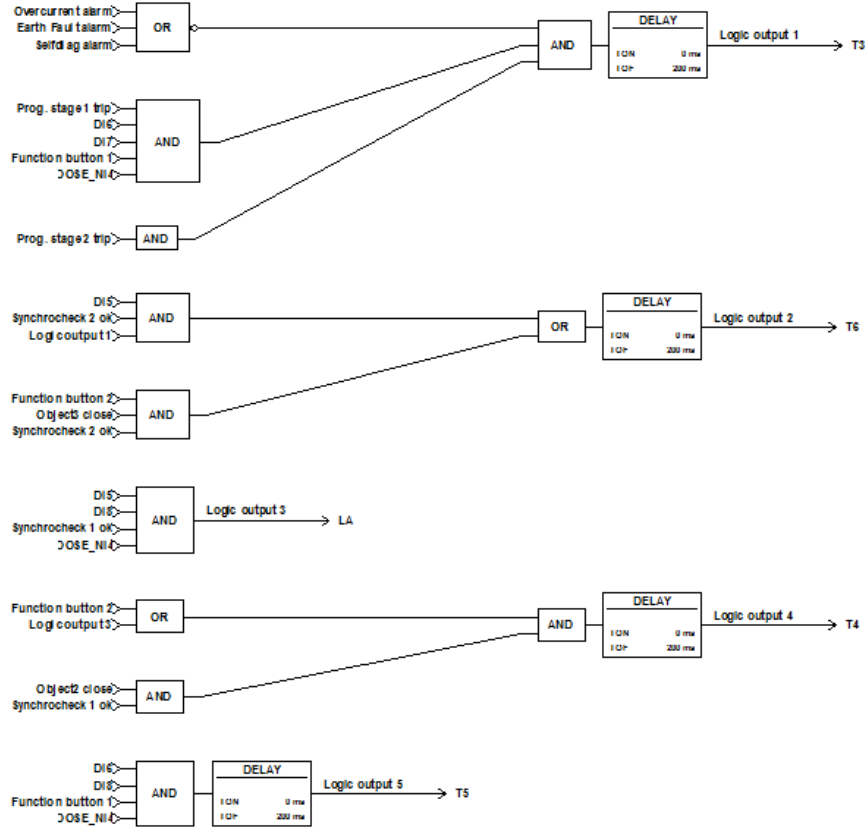 Overcurrent alarm
Earth Fault alarm
Selfdiag alarm
OR
AND
DELAY
TON 0 ms
TOF 200 ms
Logic output 1
T3
Prog. stage1 trip
DI6
DI7
Function button 1
DOSE_NI4
AND
Prog. stage2 trip
AND
DI5
Synchrocheck 2 ok
Logic output 1
AND
OR
DELAY
TON 0 ms
TOF 200 ms
Logic output 2
T6
Function button 2
Object3 close
Synchrocheck 2 ok
AND
DI5
DI8
Synchrocheck 1 ok
DOSE_NI4
AND
Logic output 3
LA
Function button 2
Logic output 3
OR
AND
DELAY
TON 0 ms
TOF 200 ms
Logic output 4
T4
Object2 close
Synchrocheck 1 ok
AND
DI6
DI8
Function button 1
DOSE_NI4
AND
DELAY
TON 0 ms
TOF 200 ms
Logic output 5
T5